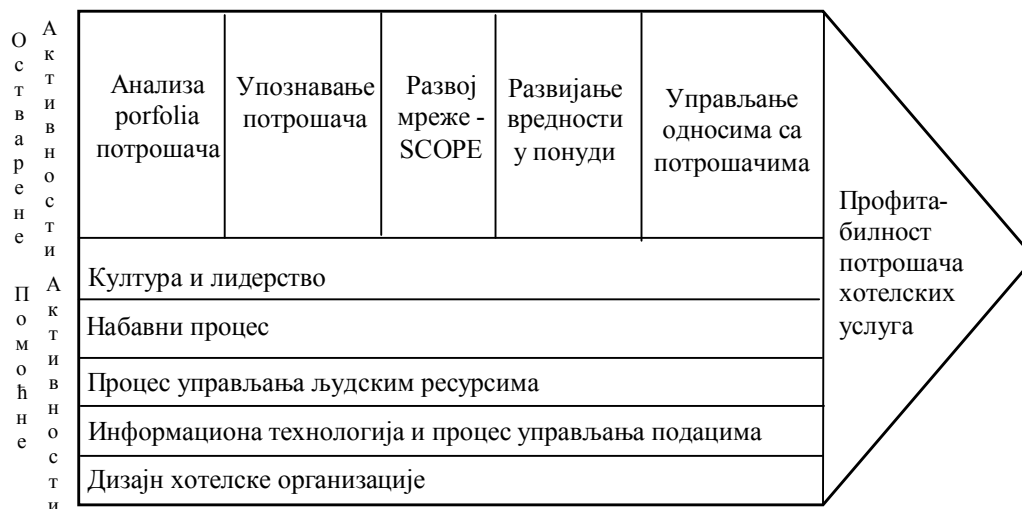 Остварене
Активности
Анализа
porfolia
потрошача
Упознавање
потрошача
Развој
мреже -
SCOPE
Развијање
вредности
у понуди
Управљање
односима са
потрошачима
Помоћне
Активности
Култура и лидерство
Набавни процес
Процес управљања људским ресурсима
Информациона технологија и процес управљања подацима
Дизајн хотелске организације
Профита-
билност
потрошача
хотелских
услуга